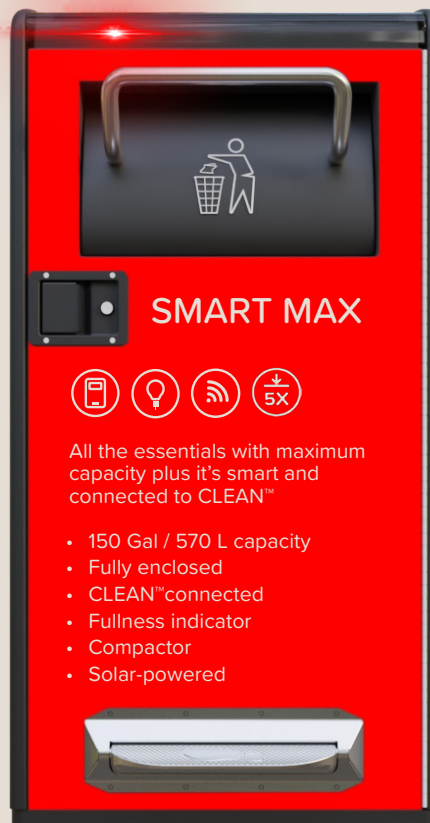 SMART MAX
5X
All the essentials with maximum
capacity plus it’s smart and
connected to CLEAN™
• 150 Gal / 570 L capacity
• Fully enclosed
• CLEAN™connected
• Fullness indicator
• Compactor
• Solar-powered